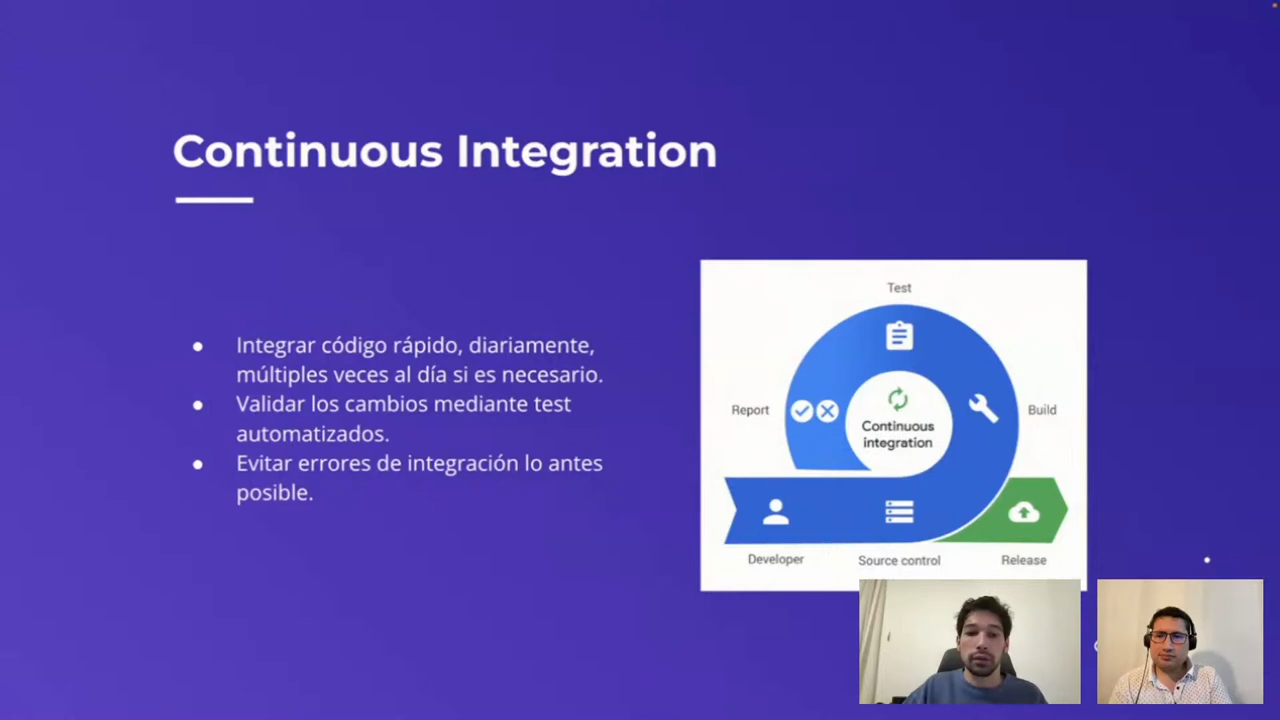 Continuous Integration
● Integrar código rápido, diariamente,
múltiples veces al día si es necesario.
● Validar los cambios mediante test
automatizados.
● Evitar errores de integración lo antes
posible.
Test
Report
Build
Continuous
integration
Developer
Source control
Release